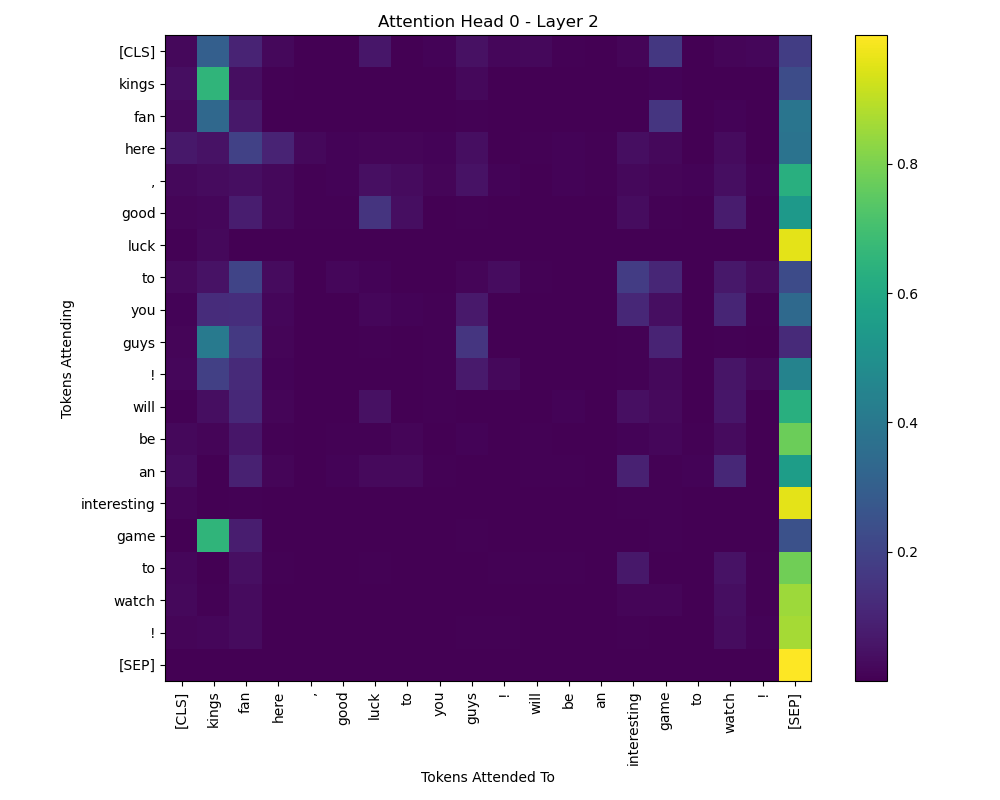 Attention Head 0 - Layer 2
[CLS]
kings
fan
here
,
good
luck
to
you
guys
!
will
be
an
interesting
game
to
watch
!
[SEP]
Tokens Attending
[CLS]
kings
fan
here
,
good
luck
to
you
guys
!
will
be
an
interesting
game
to
watch
!
[SEP]
Tokens Attended To
0.8
0.6
0.4
0.2